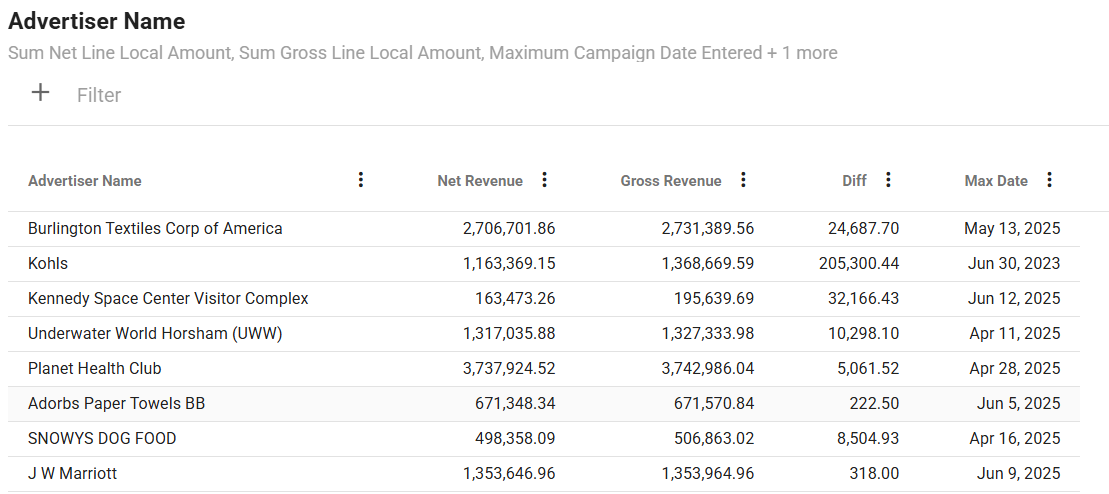 Advertiser Name
Sum Net Line Local Amount, Sum Gross Line Local Amount, Maximum Campaign Date Entered + 1 more
Filter
Advertiser Name Net Revenue Gross Revenue Diff Max Date
Burlington Textiles Corp of America 2,706,701.86 2,731,389.56 24,687.70 May 13, 2025
Kohls 1,163,369.15 1,368,669.59 205,300.44 Jun 30, 2023
Kennedy Space Center Visitor Complex 163,473.26 195,639.69 32,166.43 Jun 12, 2025
Underwater World Horsham (UWW) 1,317,035.88 1,327,333.98 10,298.10 Apr 11, 2025
Planet Health Club 3,737,924.52 3,742,986.04 5,061.52 Apr 28, 2025
Adorbs Paper Towels BB 671,348.34 671,570.84 222.50 Jun 5, 2025
SNOWYS DOG FOOD 498,358.09 506,863.02 8,504.93 Apr 16, 2025
J W Marriott 1,353,646.96 1,353,964.96 318.00 Jun 9, 2025